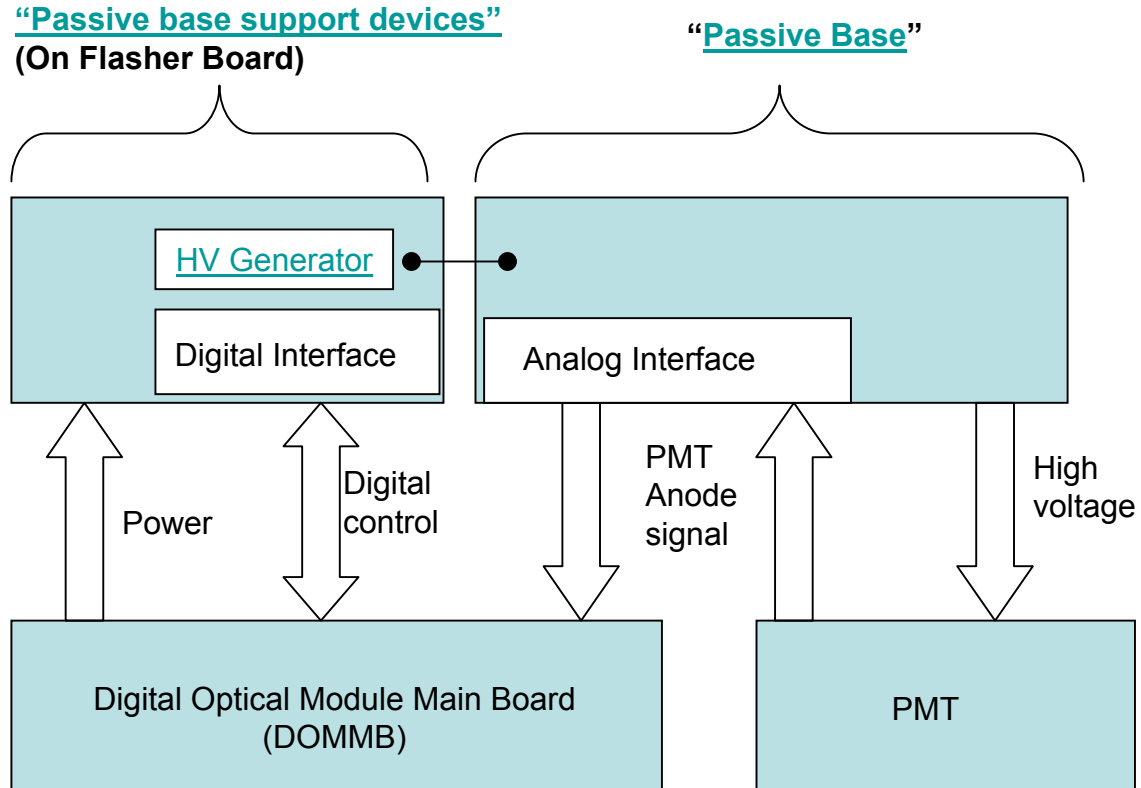 “Passive base support devices”
(On Flasher Board)
“Passive Base”
HV Generator
Digital Interface
Analog Interface
Power
Digital
control
PMT
Anode
signal
High
voltage
Digital Optical Module Main Board
(DOMMB)
PMT